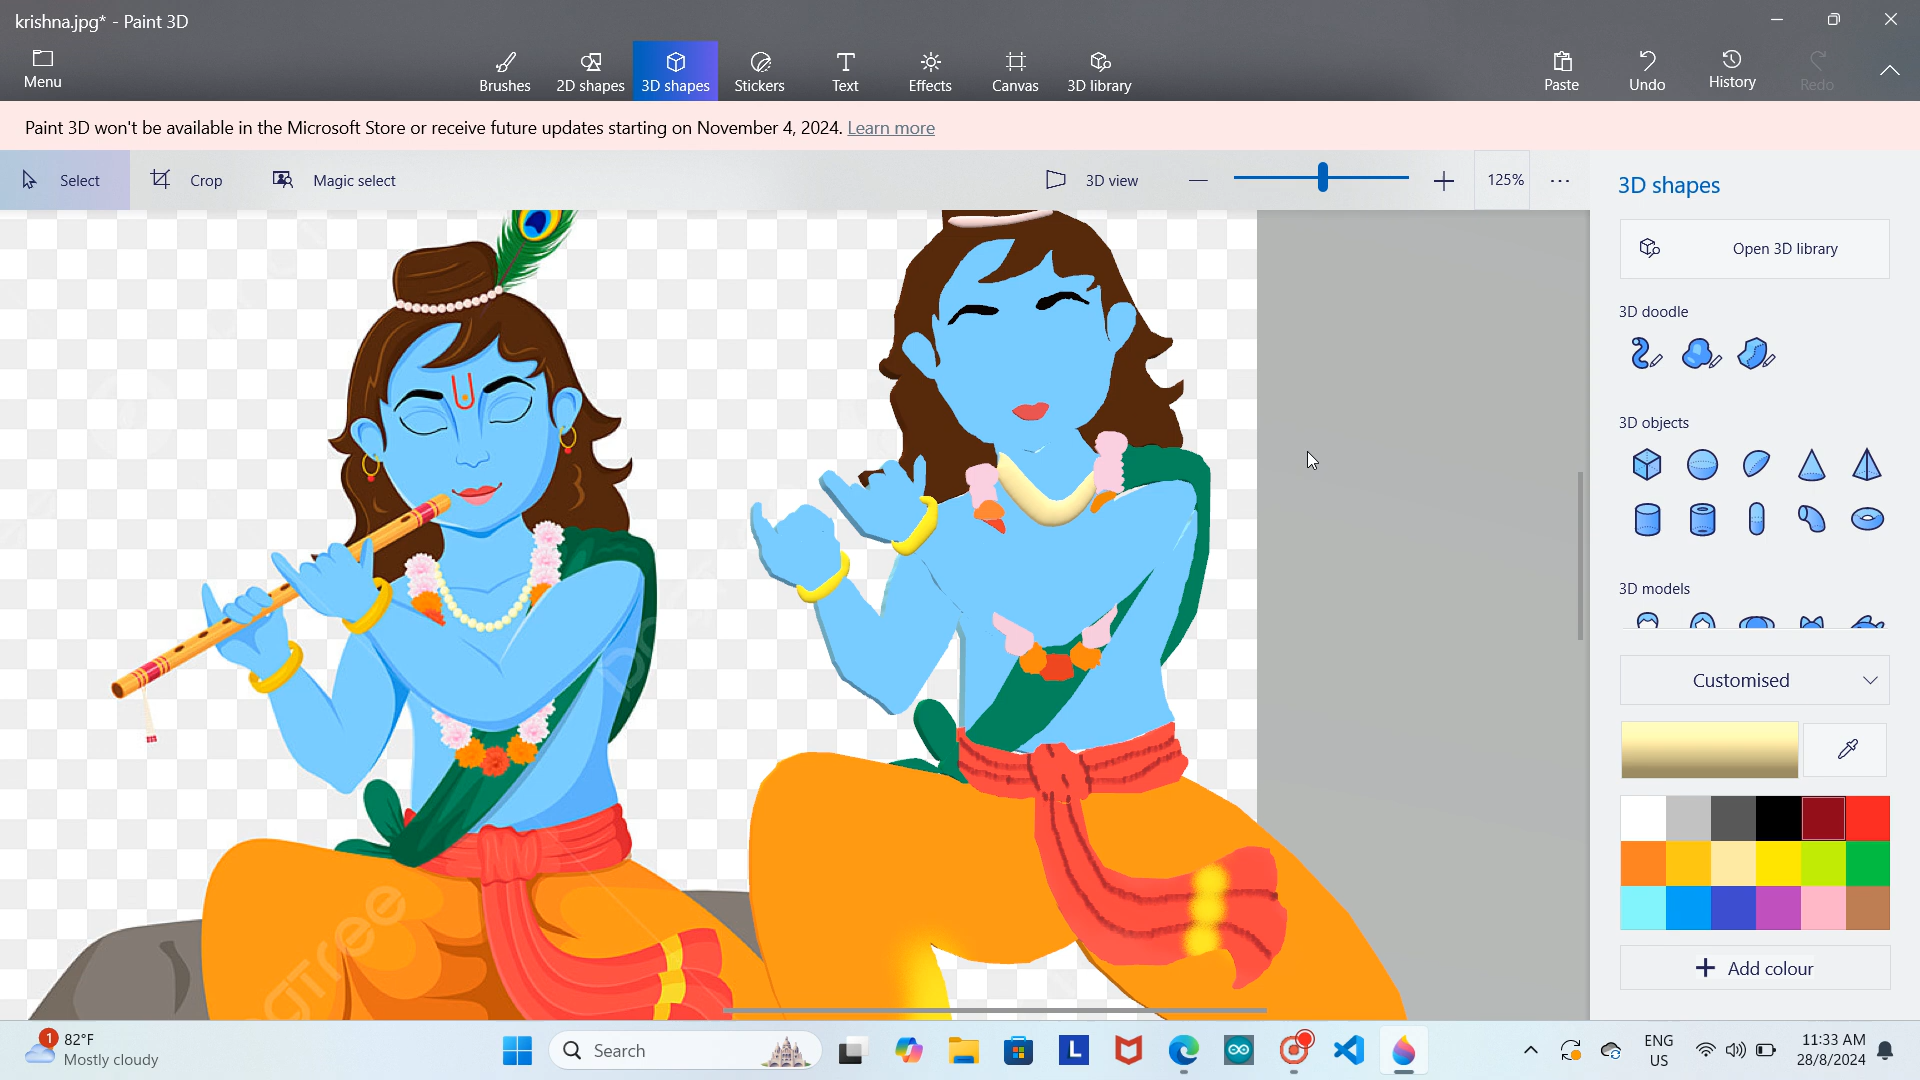 krishna.jpg* - Paint 3D
Menu
Brushes
2D shapes
3D shapes
Stickers
Text
Effects
Canvas
3D library
Paste
Undo
History
Redo
Paint 3D won't be available in the Microsoft Store or receive future updates starting on November 4, 2024. Learn more
Select
Crop
Magic select
3D view
125%
3D shapes
Open 3D library
3D doodle
3D objects
3D models
Customised
Add colour
1
82°F
Mostly cloudy
Search
L
ENG
US
11:33 AM
28/8/2024